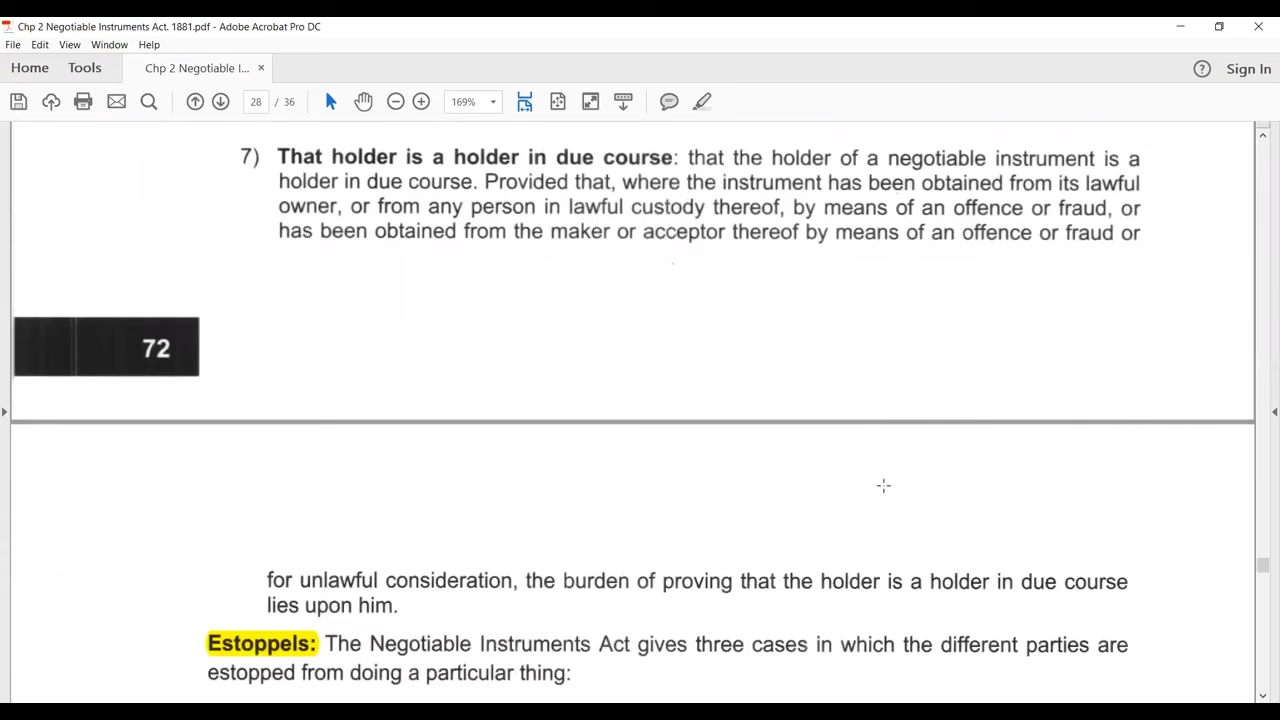 Chp 2 Negotiable Instruments Act. 1881.pdf - Adobe Acrobat Pro DC
File Edit View Window Help
Home Tools Chp 2 Negotiable I... × Sign In
28 / 36 169%
7) That holder is a holder in due course: that the holder of a negotiable instrument is a
holder in due course. Provided that, where the instrument has been obtained from its lawful
owner, or from any person in lawful custody thereof, by means of an offence or fraud, or
has been obtained from the maker or acceptor thereof by means of an offence or fraud or
72
for unlawful consideration, the burden of proving that the holder is a holder in due course
lies upon him.
Estoppels: The Negotiable Instruments Act gives three cases in which the different parties are
estopped from doing a particular thing: